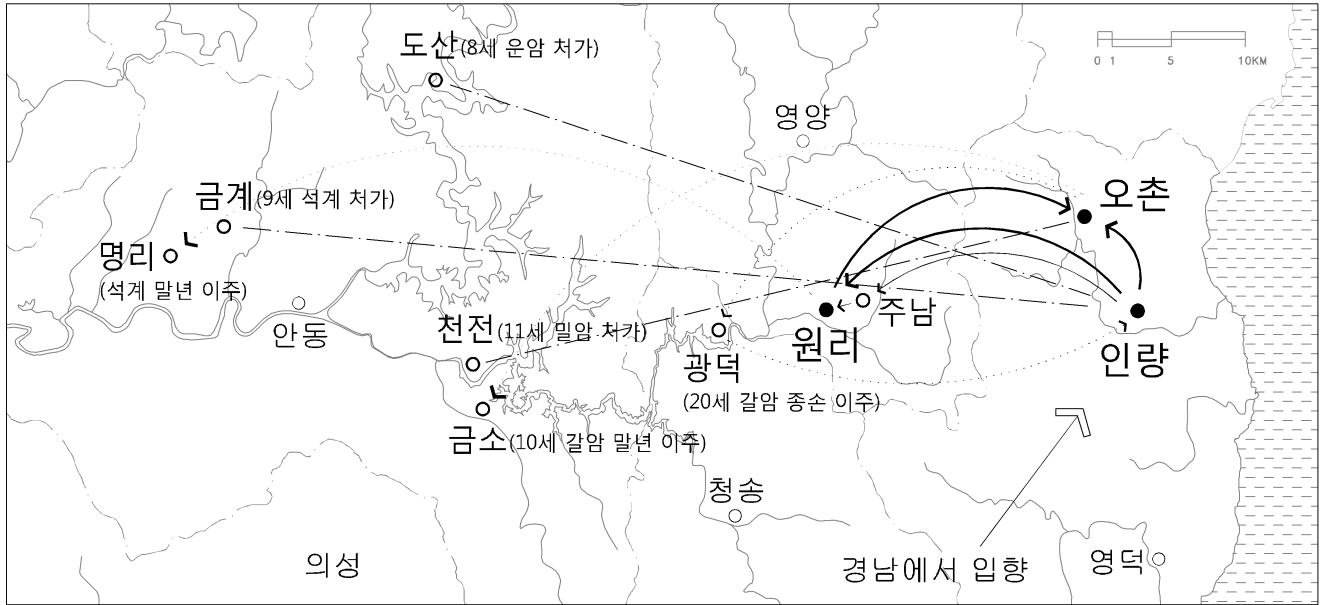 도산(8세 운암 처가)
0 1 5 10KM
영양
오촌
금계(9세 석계 처가)
명리
(석계 말년 이주)
안동
천전(11세 밀암 처가)
주남
원리
인량
광덕
(20세 갈암 종손 이주)
금소(10세 갈암 말년 이주)
청송
의성
경남에서 입향
영덕